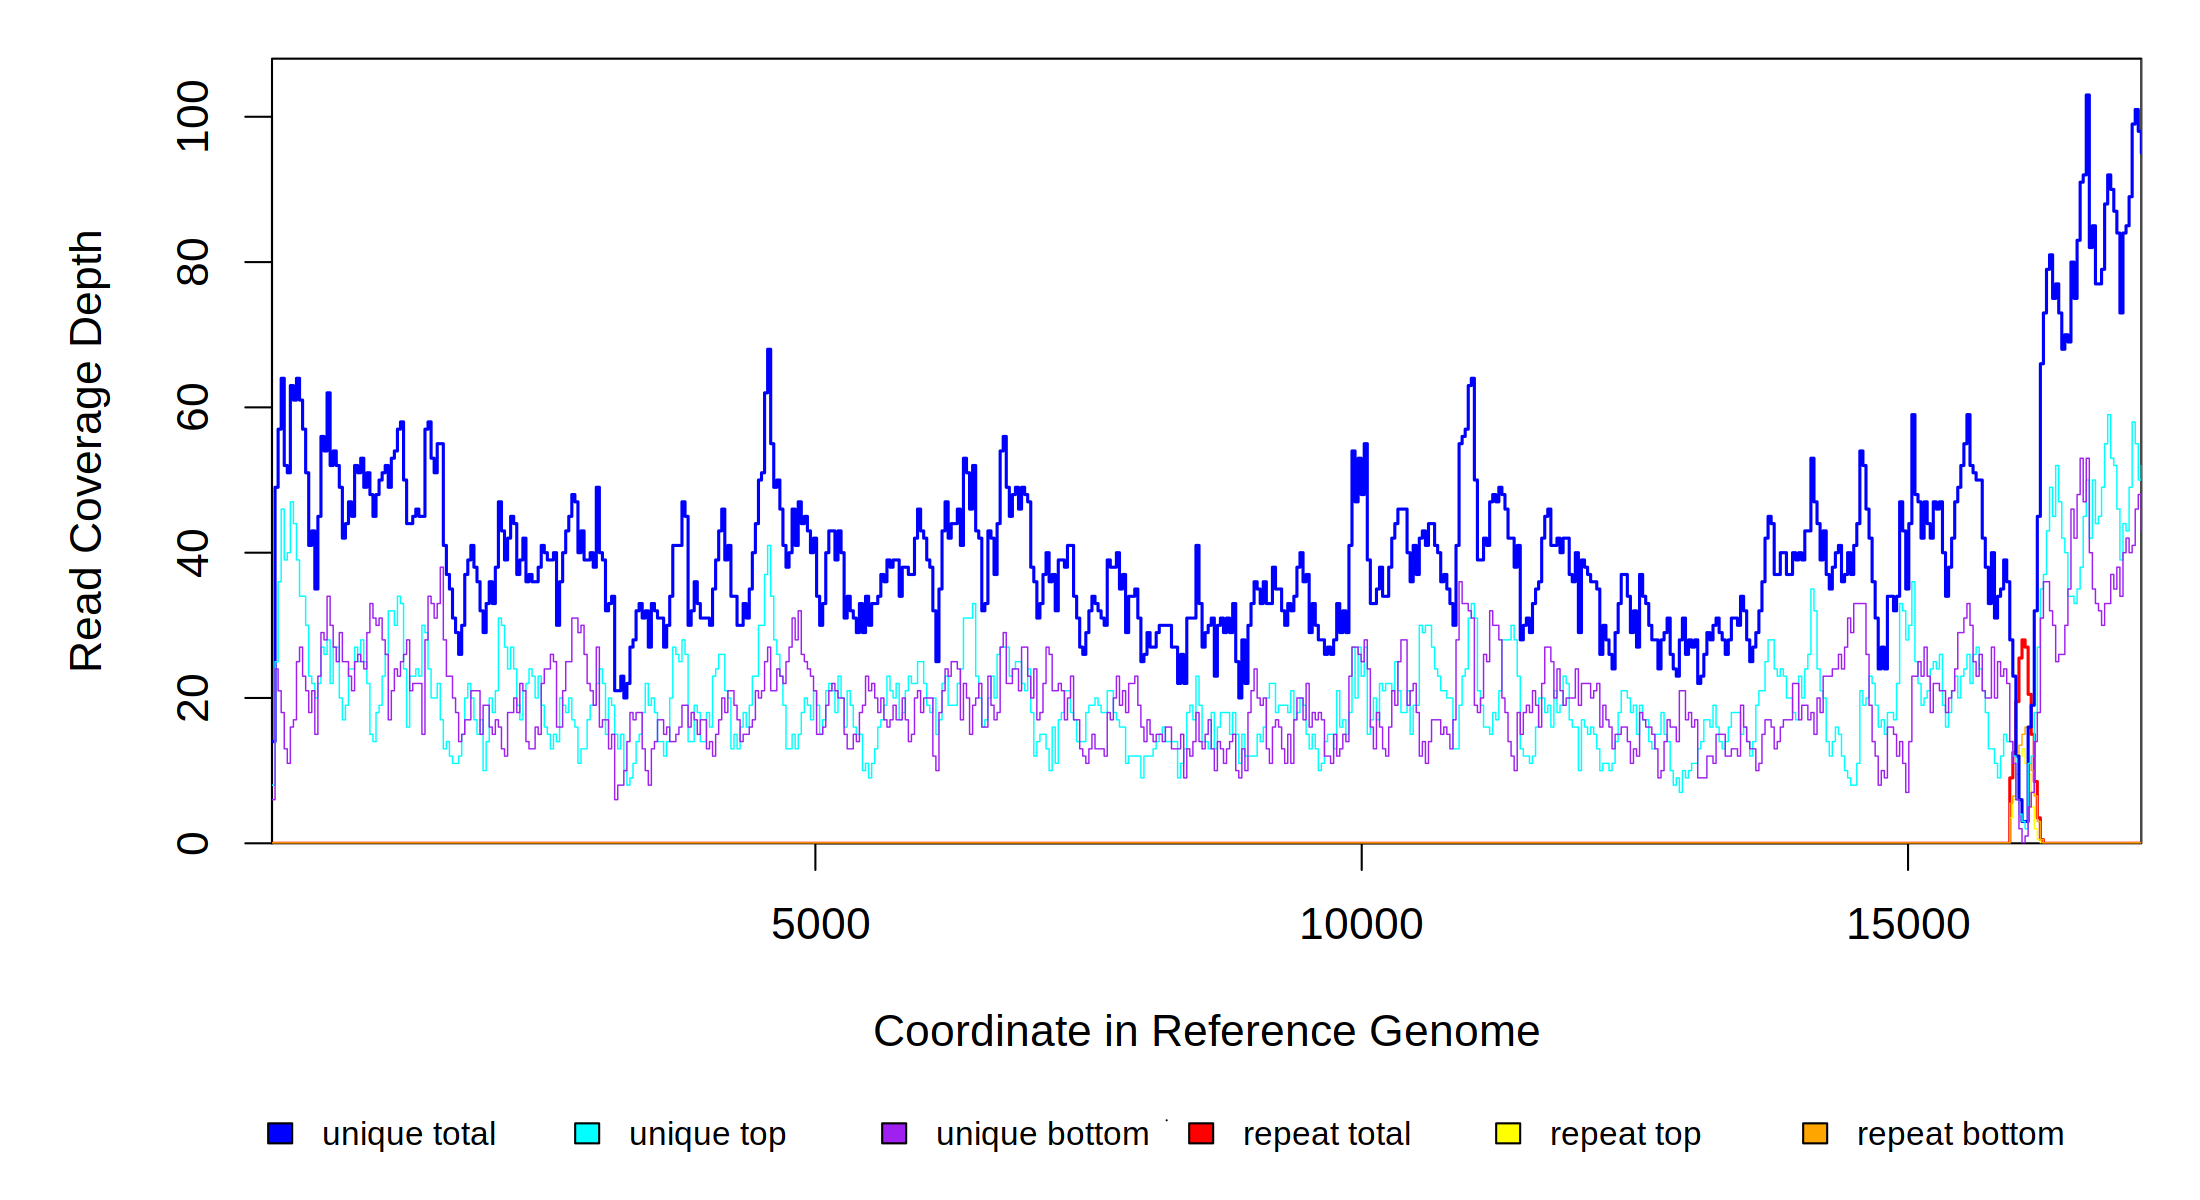 Read Coverage Depth
100
80
60
40
20
0
5000 10000 15000
Coordinate in Reference Genome
unique total unique top unique bottom repeat total repeat top repeat bottom